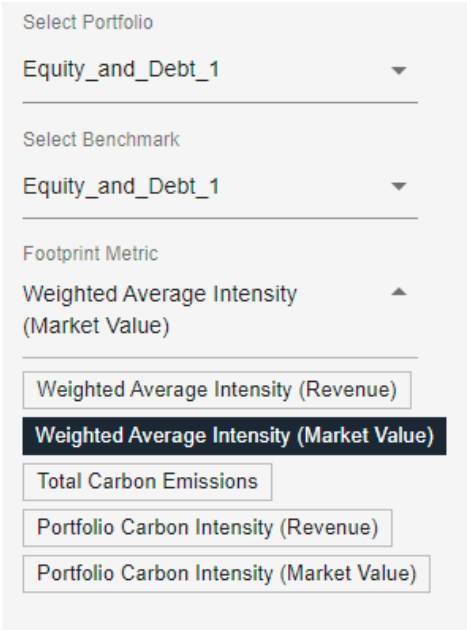 Select Portfolio
Equity_and_Debt_1
Select Benchmark
Equity_and_Debt_1
Footprint Metric
Weighted Average Intensity
(Market Value)
Weighted Average Intensity (Revenue)
Weighted Average Intensity (Market Value)
Total Carbon Emissions
Portfolio Carbon Intensity (Revenue)
Portfolio Carbon Intensity (Market Value)